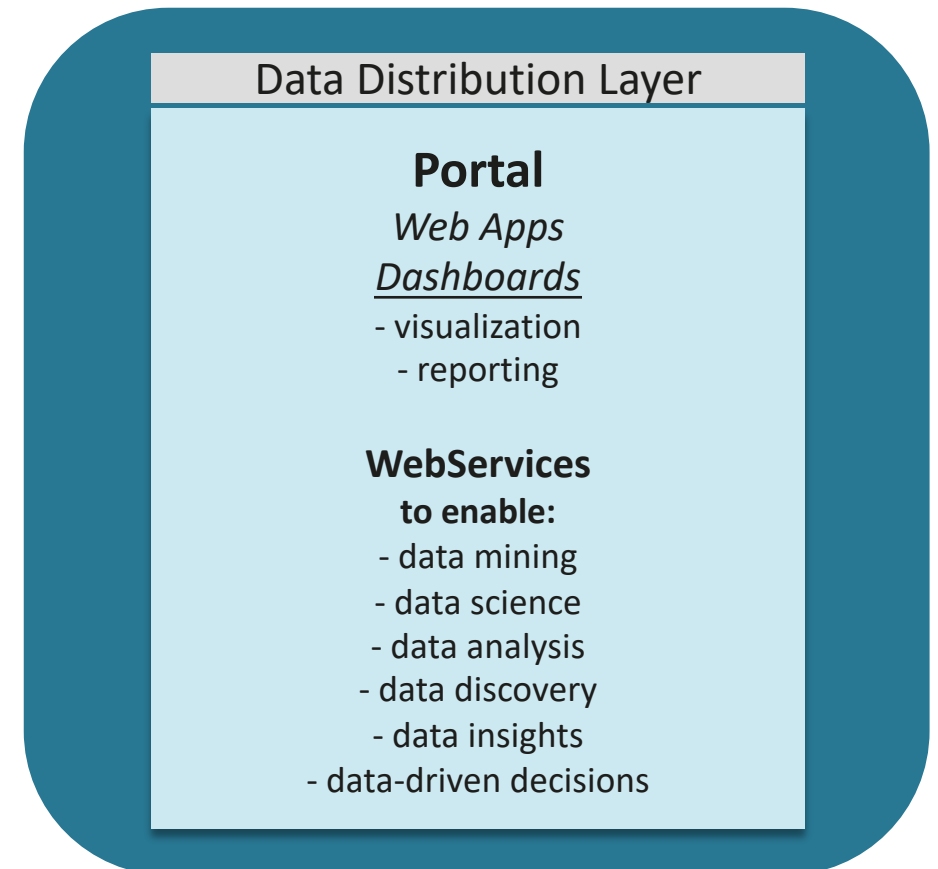 Data Distribution Layer
Portal
Web Apps
Dashboards
- visualization
- reporting
WebServices
to enable:
- data mining
- data science
- data analysis
- data discovery
- data insights
- data-driven decisions